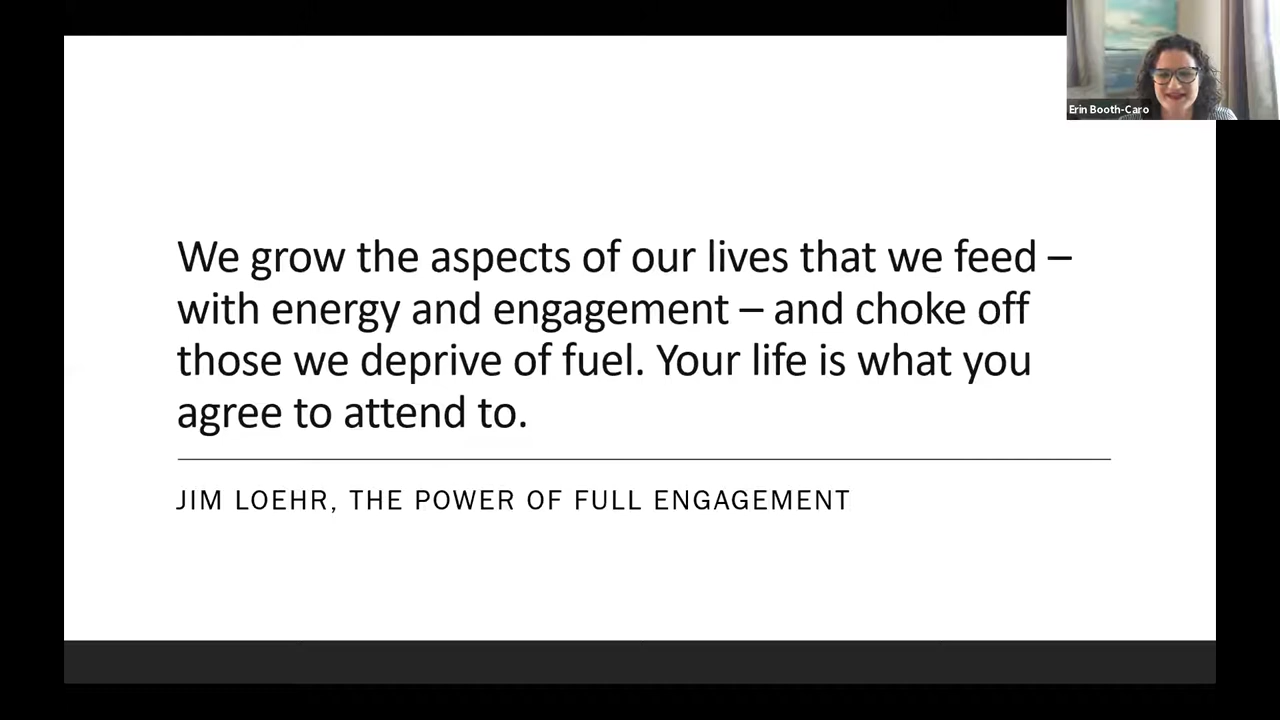 Erin Booth-Caro
We grow the aspects of our lives that we feed –
with energy and engagement – and choke off
those we deprive of fuel. Your life is what you
agree to attend to.
JIM LOEHR, THE POWER OF FULL ENGAGEMENT